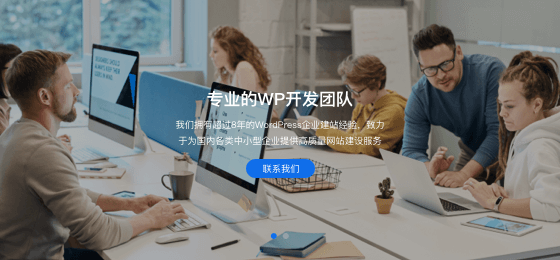 专业的WP开发团队
我们拥有超过8年的WordPress企业建站经验、致力
于为国内各类中小型企业提供高质量网站建设服务
联系我们